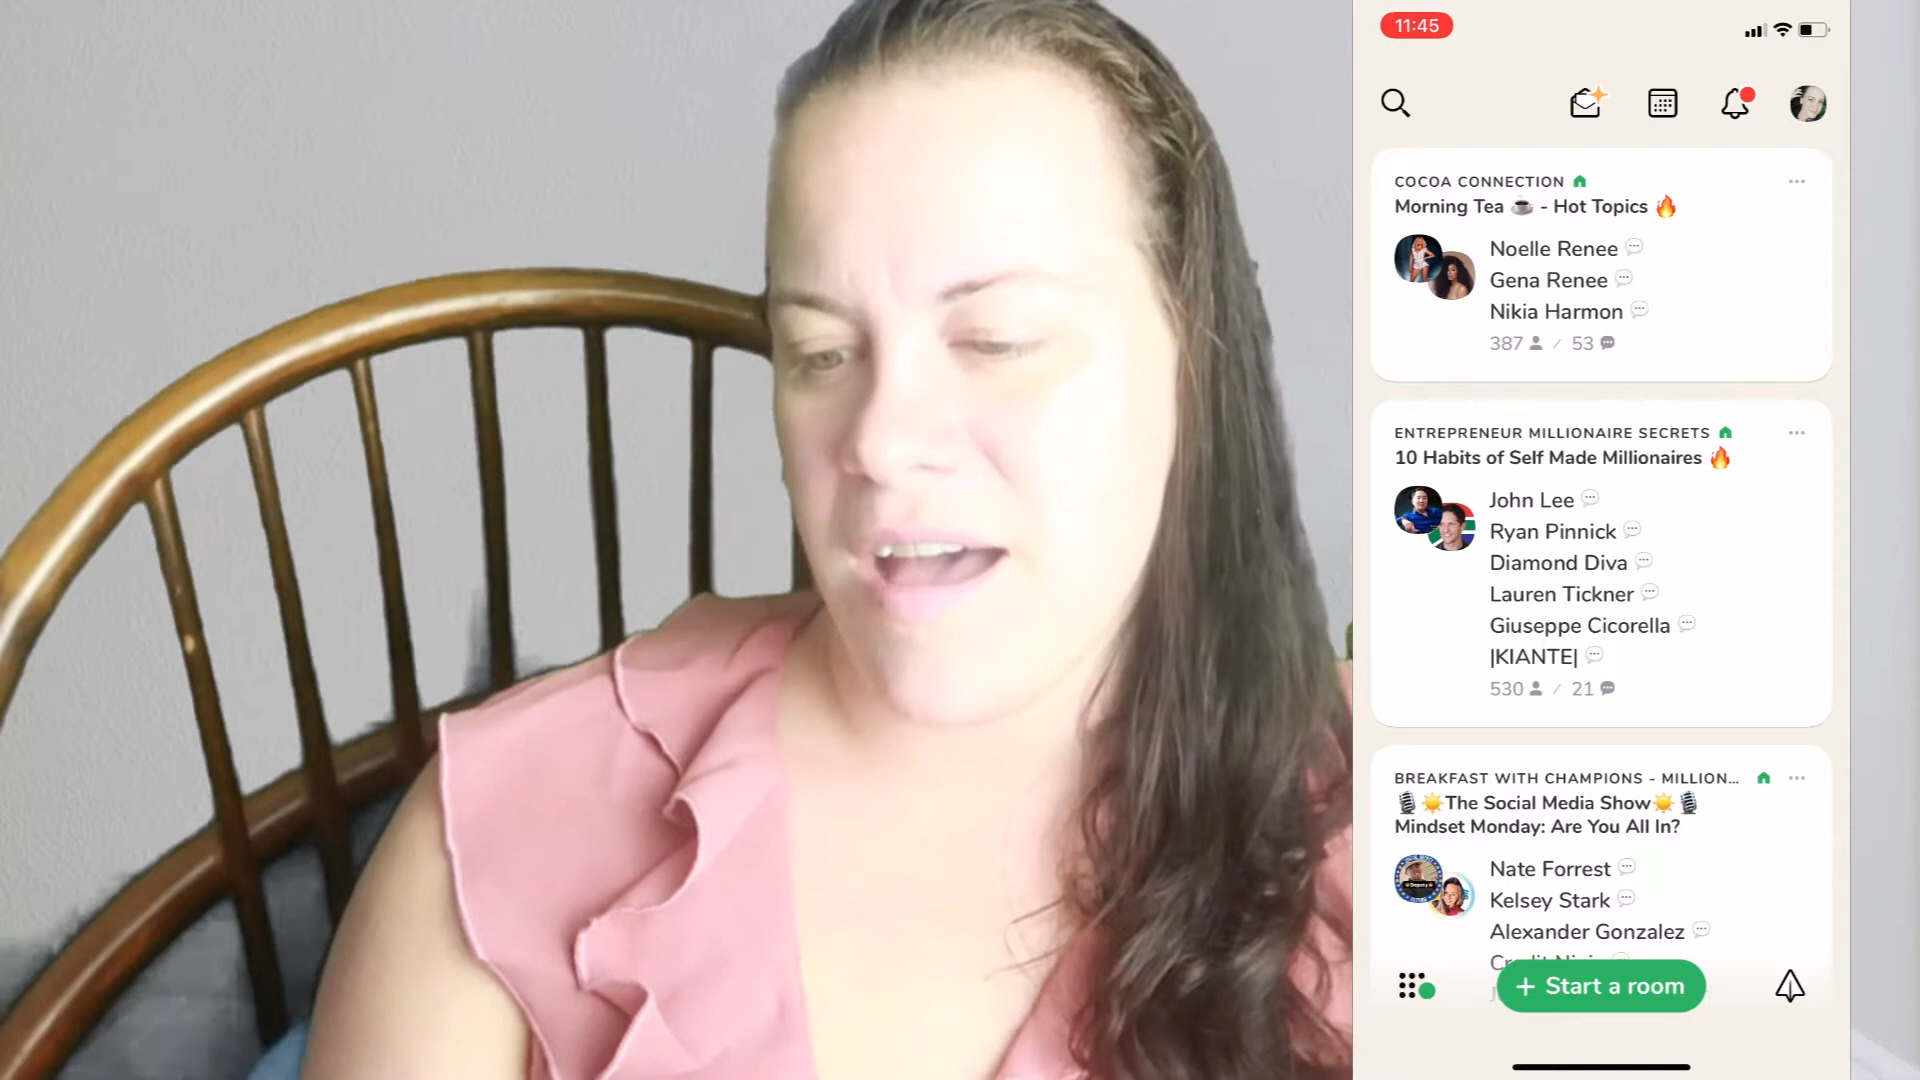 11:45
COCOA CONNECTION
Morning Tea ☕ - Hot Topics 🔥
Noelle Renee
Gena Renee
Nikia Harmon
387 / 53
ENTREPRENEUR MILLIONAIRE SECRETS
10 Habits of Self Made Millionaires 🔥
John Lee
Ryan Pinnick
Diamond Diva
Lauren Tickner
Giuseppe Cicorella
|KIANTE|
530 / 21
BREAKFAST WITH CHAMPIONS - MILLION...
🎙️☀️The Social Media Show☀️🎙️
Mindset Monday: Are You All In?
Nate Forrest
Kelsey Stark
Alexander Gonzalez
+ Start a room